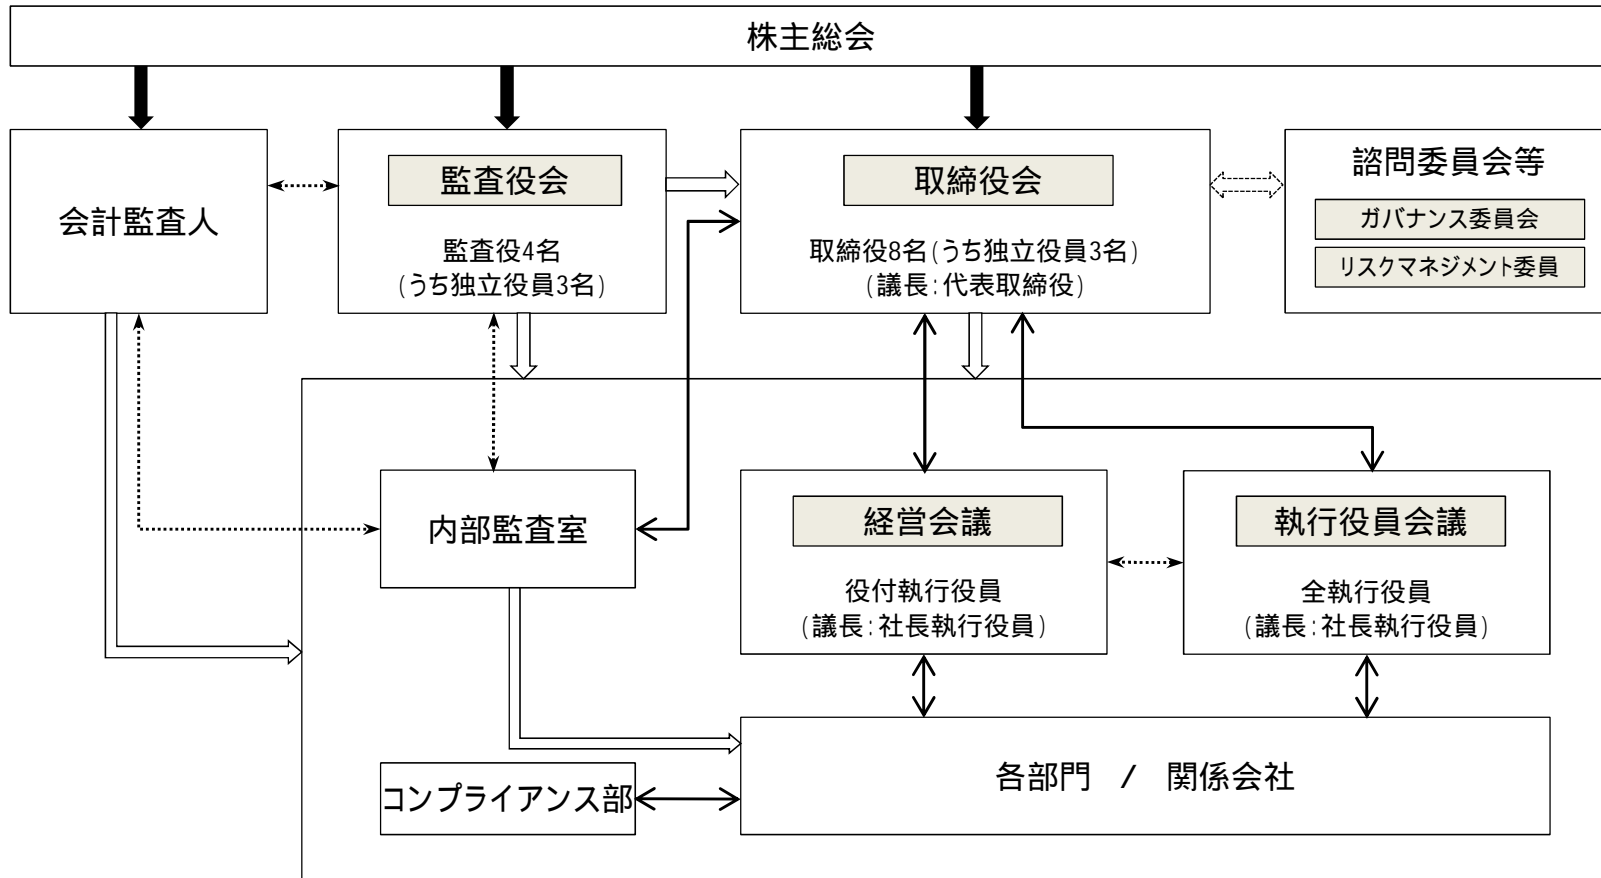 株主総会
会計監査人
監査役会
監査役4名
(うち独立役員3名)
取締役会
取締役8名(うち独立役員3名)
(議長:代表取締役)
諮問委員会等
ガバナンス委員会
リスクマネジメント委員
内部監査室
経営会議
役付執行役員
(議長:社長執行役員)
執行役員会議
全執行役員
(議長:社長執行役員)
コンプライアンス部
各部門 / 関係会社